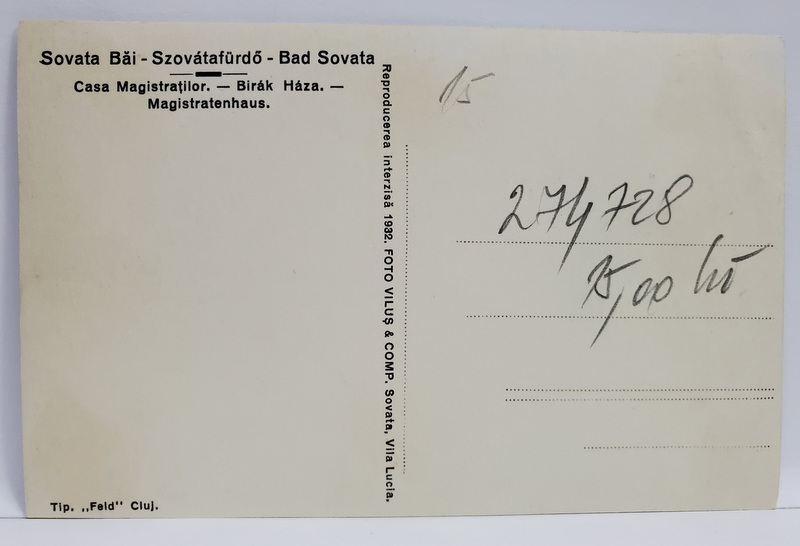 Sovata Băi - Szovátafürdő - Bad Sovata
Casa Magistraților. — Birák Háza. —
Magistratenhaus.
Reproducerea interzisă 1932. FOTO VILUȘ & COMP. Sovata, Vila Lucia.
15
274728
15,00
Tip. „Feld" Cluj.